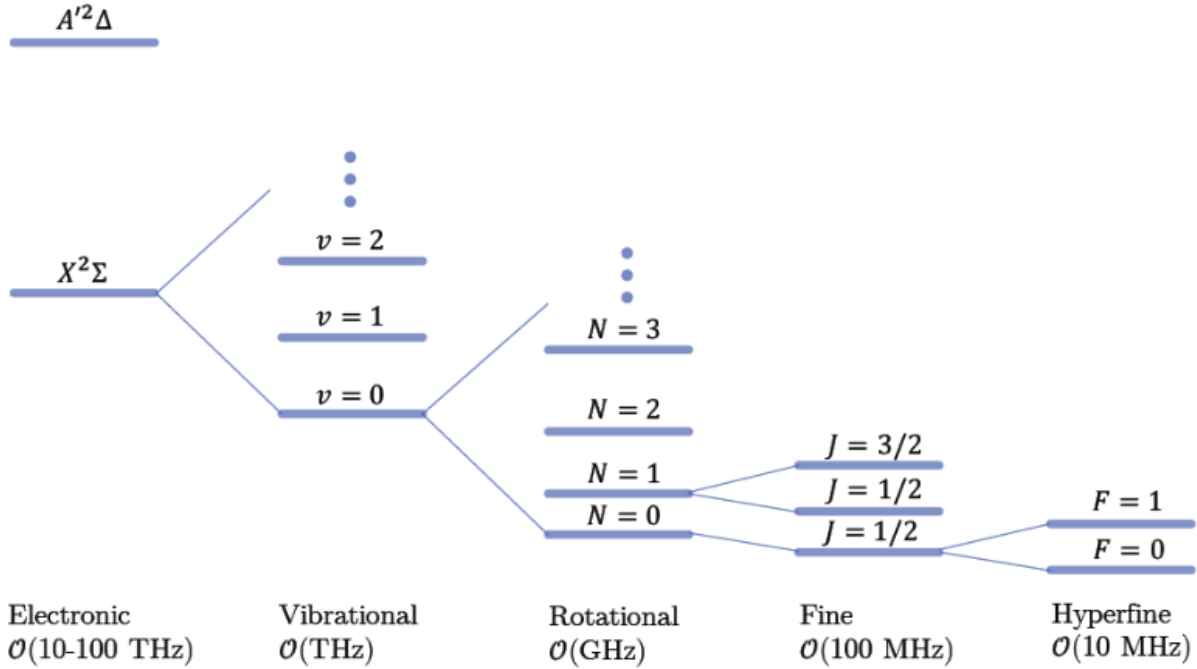 A′²Δ
X²Σ
v = 2
v = 1
v = 0
N = 3
N = 2
N = 1
N = 0
J = 3/2
J = 1/2
J = 1/2
F = 1
F = 0
Electronic
𝒪(10-100 THz)
Vibrational
𝒪(THz)
Rotational
𝒪(GHz)
Fine
𝒪(100 MHz)
Hyperfine
𝒪(10 MHz)